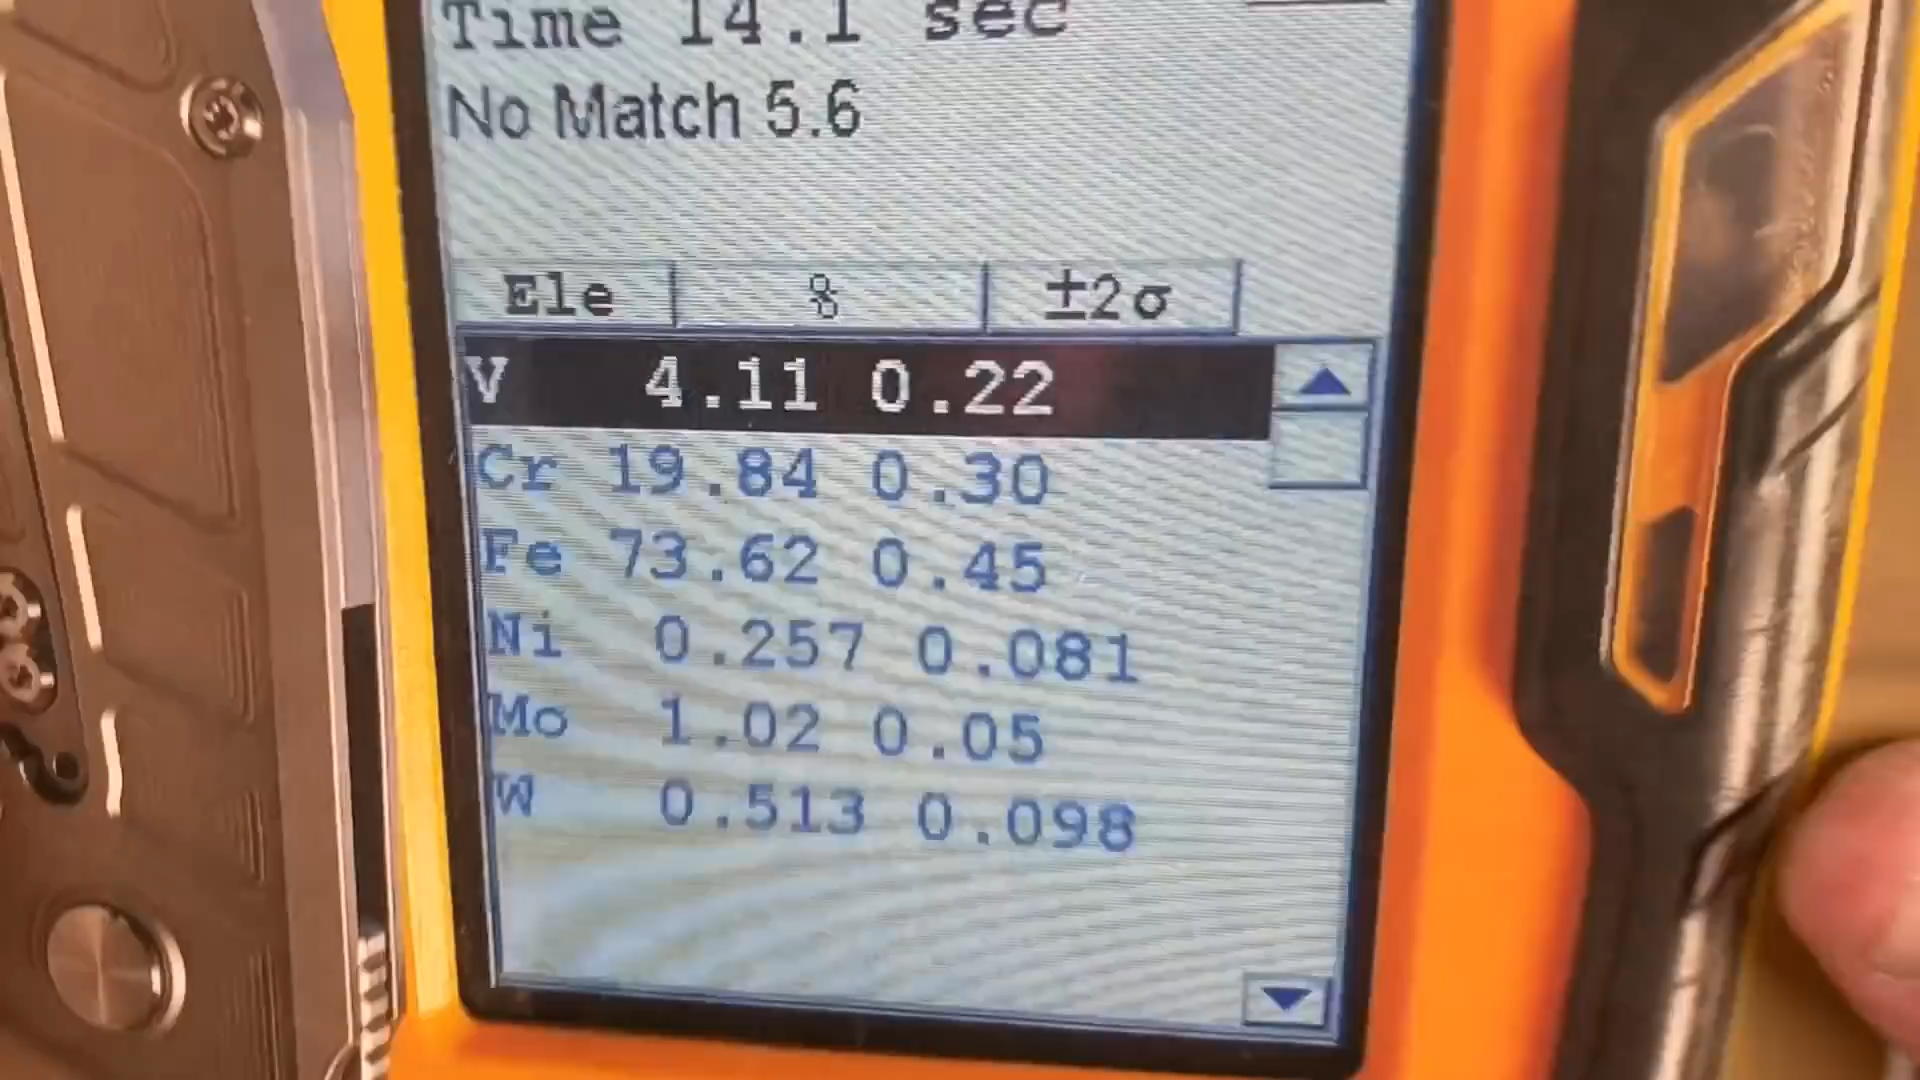 Time 14.1 sec
No Match 5.6
Ele % ±2σ
V 4.11 0.22
Cr 19.84 0.30
Fe 73.62 0.45
Ni 0.257 0.081
Mo 1.02 0.05
W 0.513 0.098